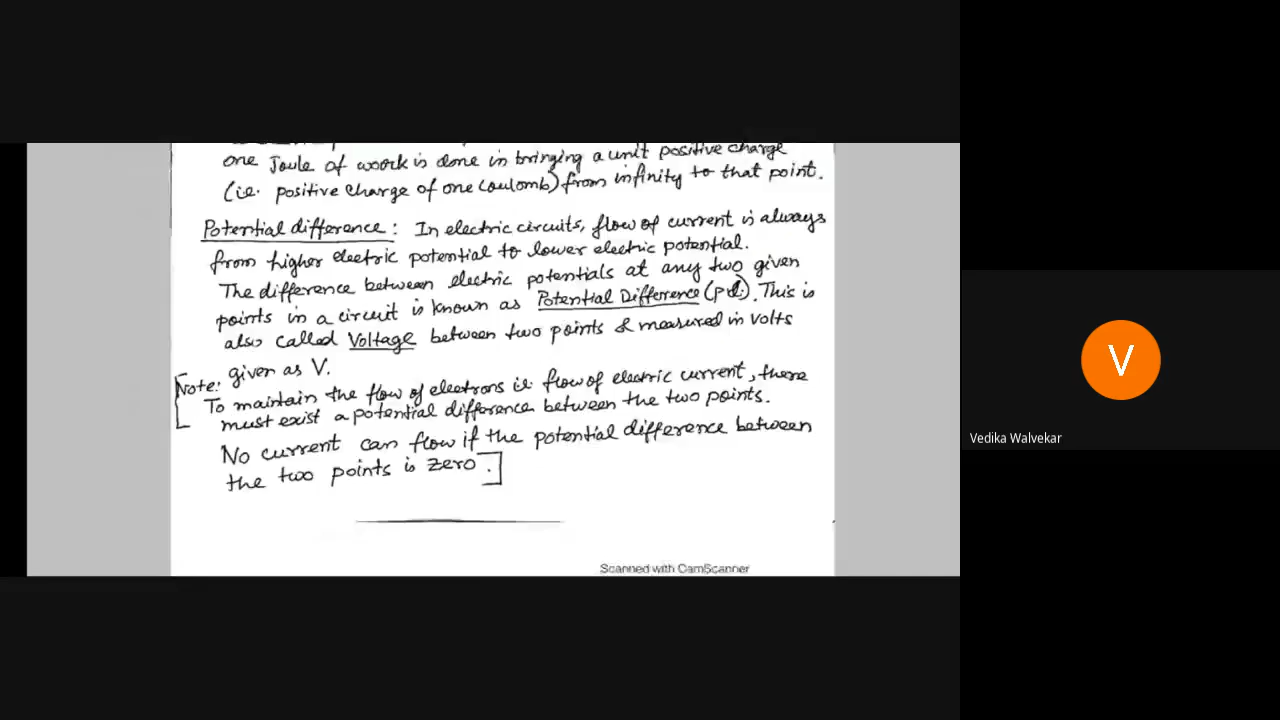 one Joule of work is done in bringing a unit positive charge
(i.e. positive charge of one Coulomb) from infinity to that point.
Potential difference : In electric circuits, flow of current is always
from higher electric potential to lower electric potential.
The difference between electric potentials at any two given
points in a circuit is known as Potential Difference (p.d.). This is
also called Voltage between two points & measured in volts
given as V.
Note:
To maintain the flow of electrons i.e. flow of electric current, there
must exist a potential difference between the two points.
No current can flow if the potential difference between
the two points is zero.]
Scanned with CamScanner
V
Vedika Walvekar